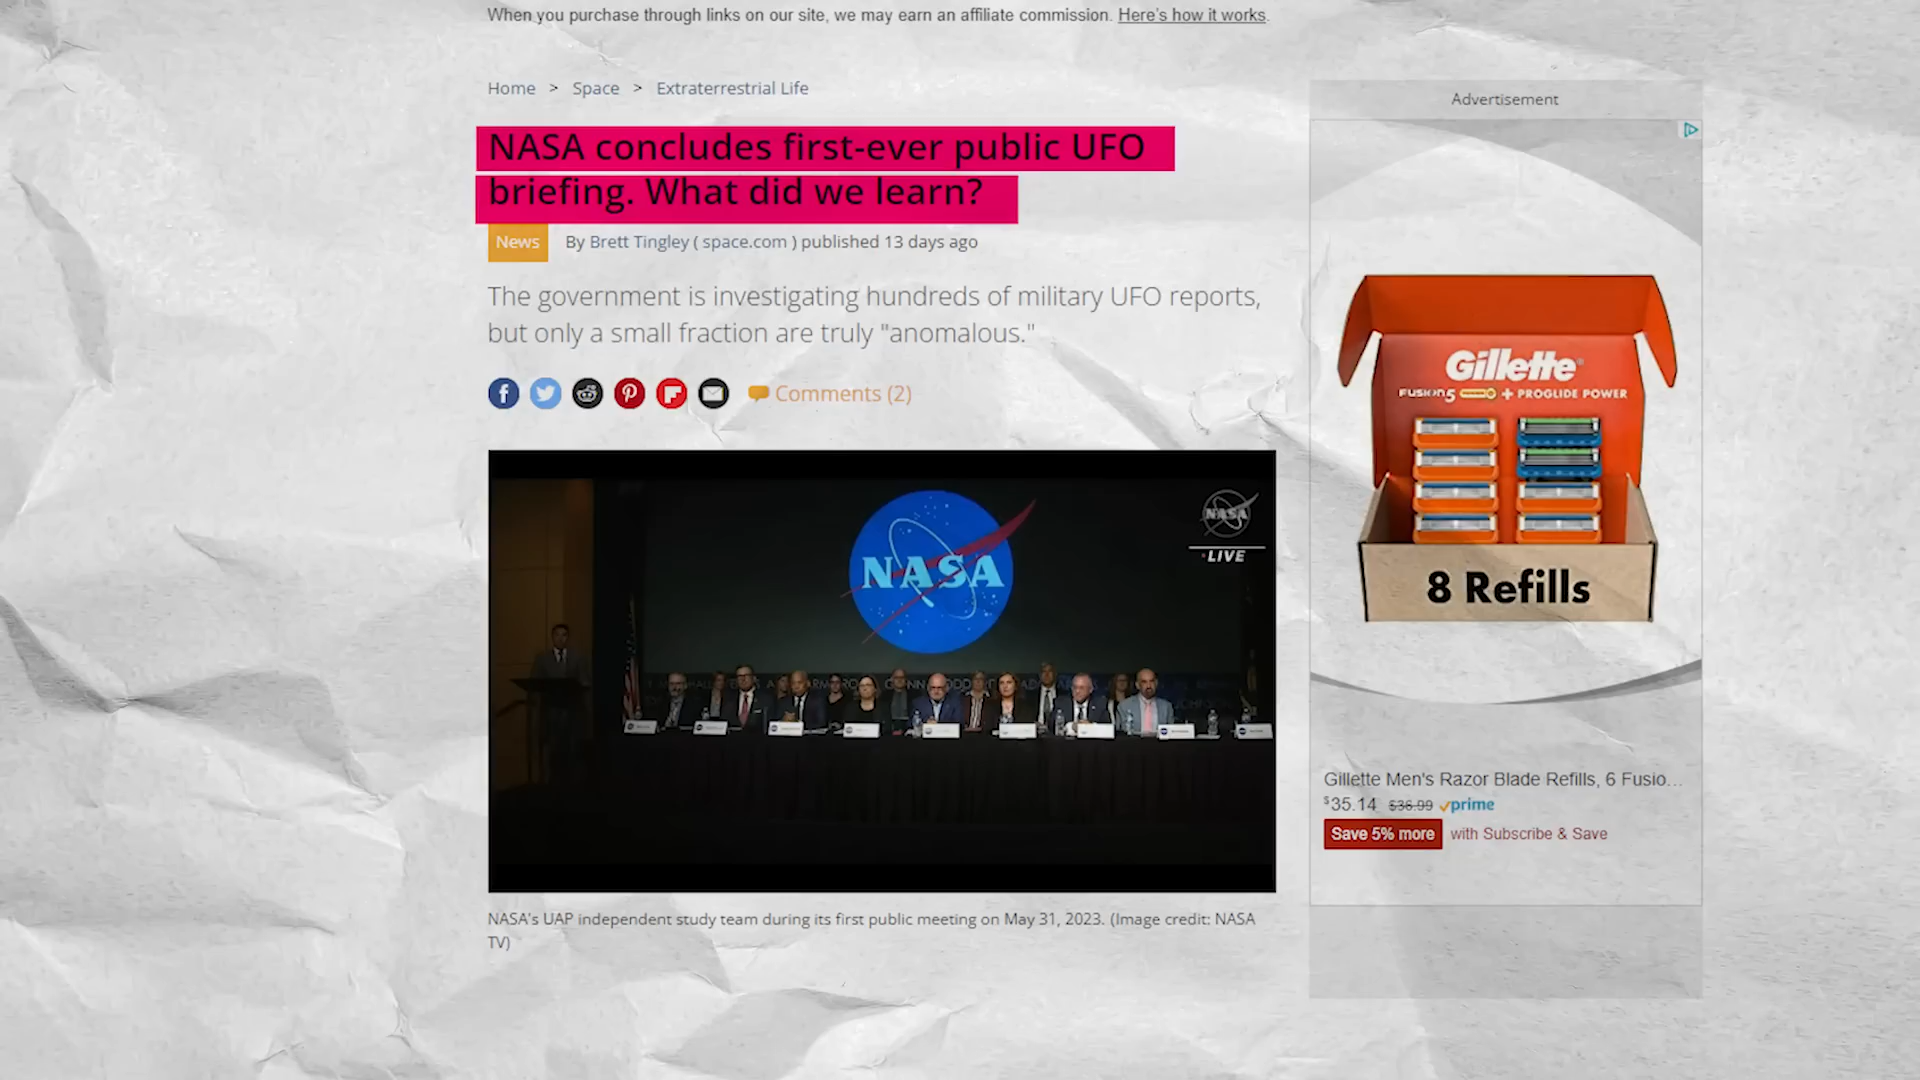 When you purchase through links on our site, we may earn an affiliate commission. Here's how it works.
Home > Space > Extraterrestrial Life
NASA concludes first-ever public UFO
briefing. What did we learn?
News By Brett Tingley ( space.com ) published 13 days ago
The government is investigating hundreds of military UFO reports,
but only a small fraction are truly "anomalous."
Comments (2)
NASA
LIVE
NASA
NASA's UAP independent study team during its first public meeting on May 31, 2023. (Image credit: NASA
TV)
Advertisement
Gillette
FUSION5 + PROGLIDE POWER
8 Refills
Gillette Men's Razor Blade Refills, 6 Fusio...
$35.14 $36.99 prime
Save 5% more with Subscribe & Save